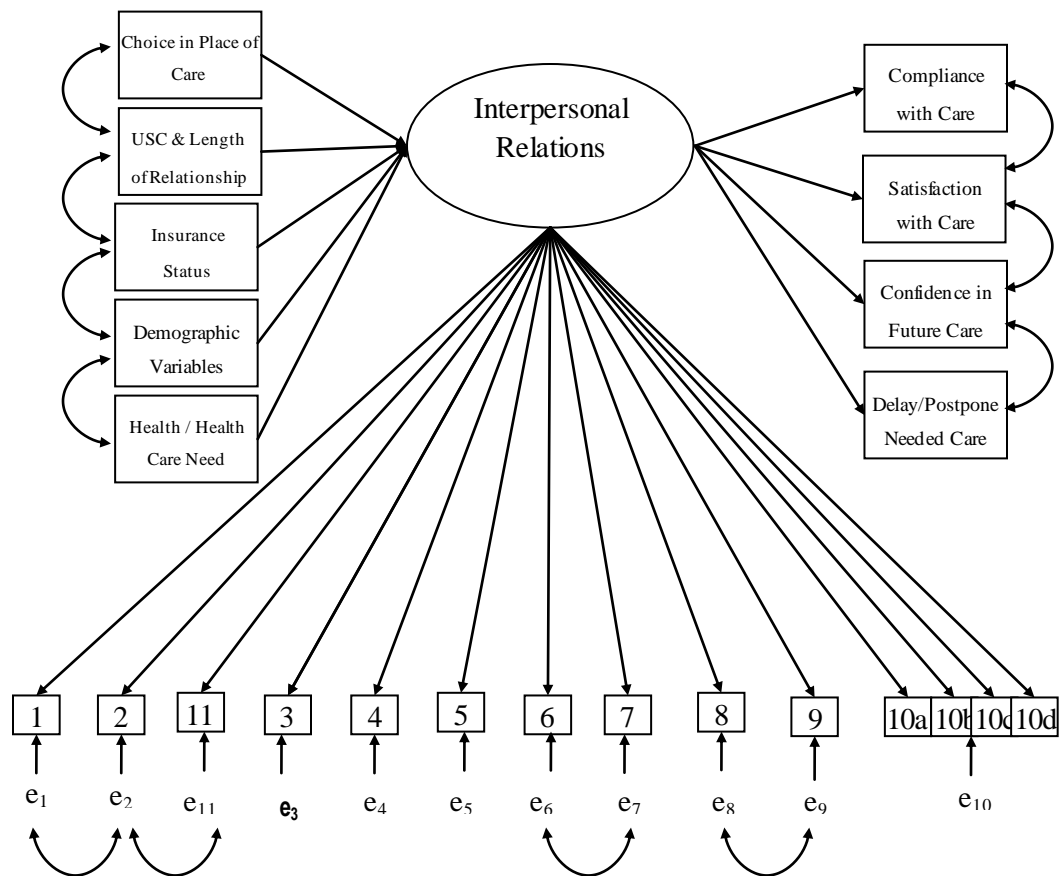 Choice in Place of
Care
USC & Length
of Relationship
Insurance
Status
Demographic
Variables
Health / Health
Care Need
Interpersonal
Relations
Compliance
with Care
Satisfaction
with Care
Confidence in
Future Care
Delay/Postpone
Needed Care
1 2 11 3 4 5 6 7 8 9 10a 10b 10c 10d
e1 e2 e11 e3 e4 e5 e6 e7 e8 e9 e10